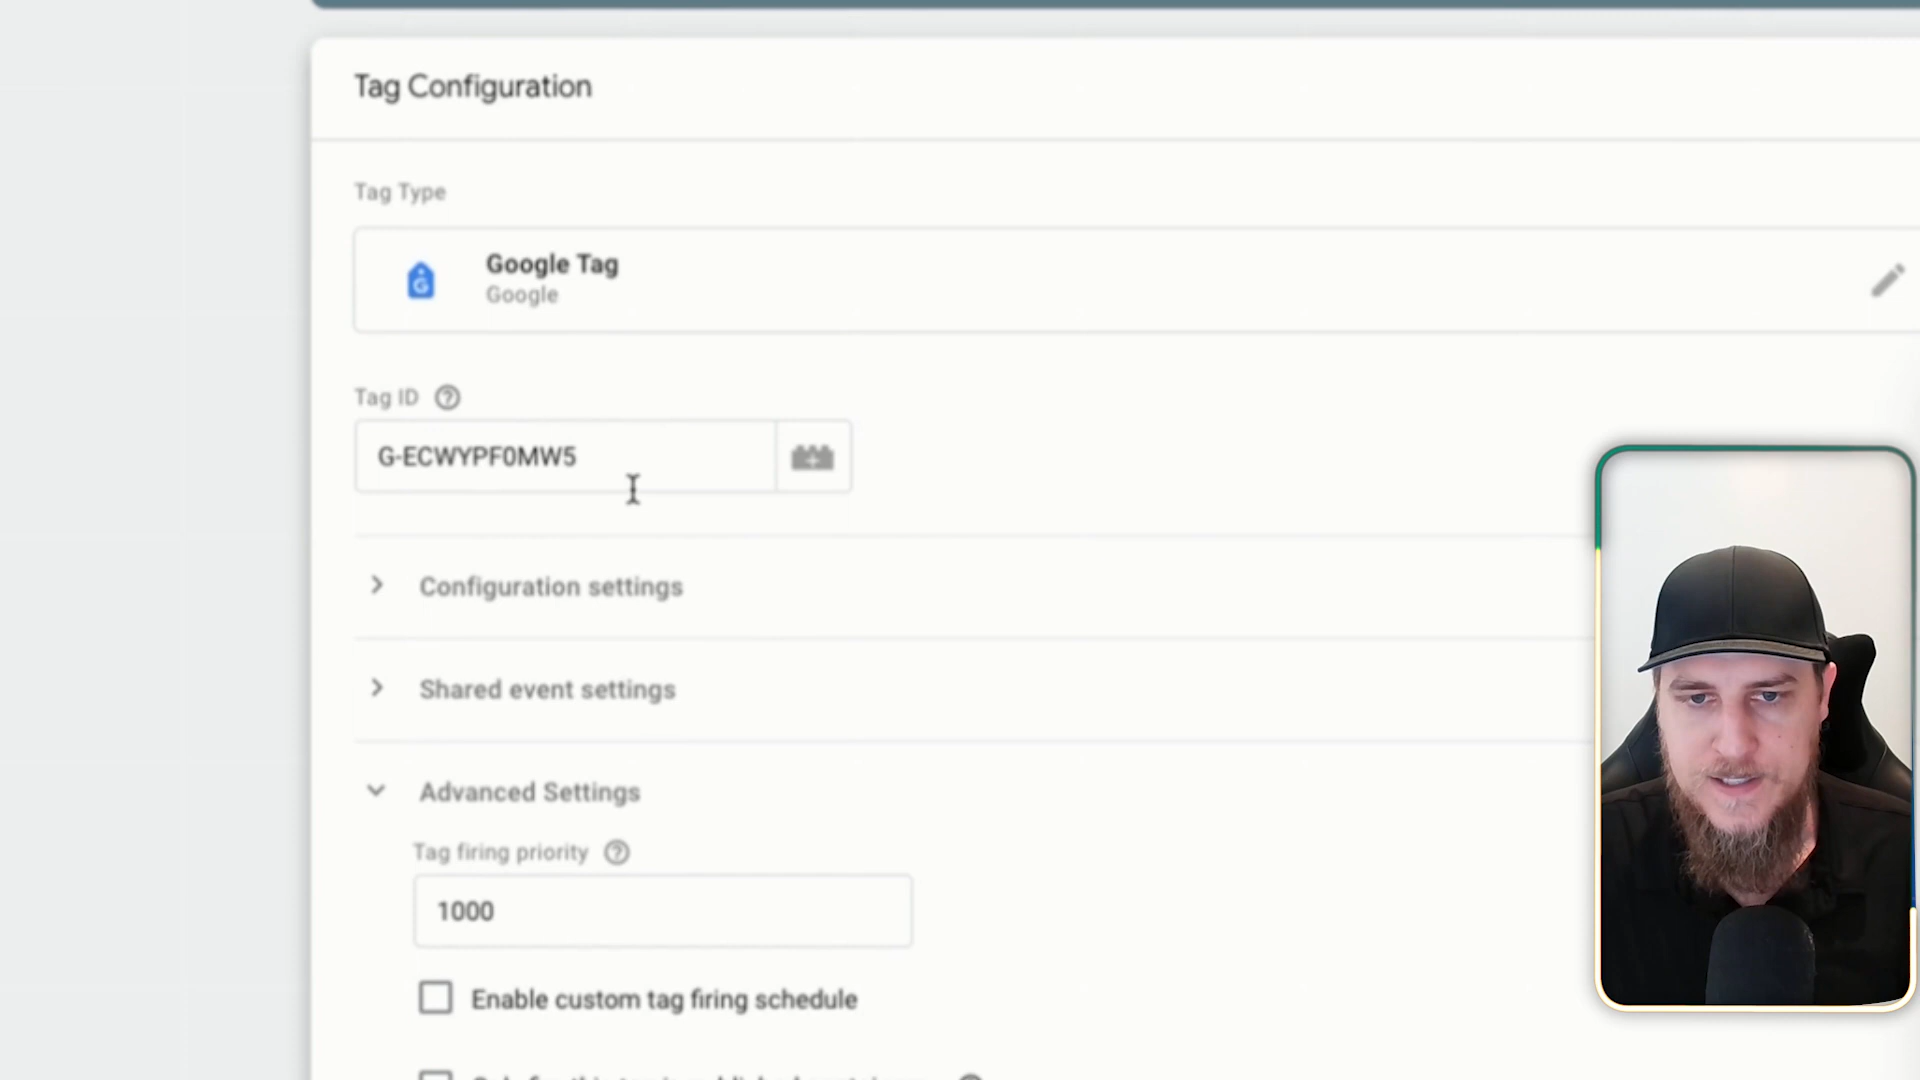 Tag Configuration
Tag Type
Google Tag
Google
Tag ID
G-ECWYPF0MW5
Configuration settings
Shared event settings
Advanced Settings
Tag firing priority
1000
Enable custom tag firing schedule